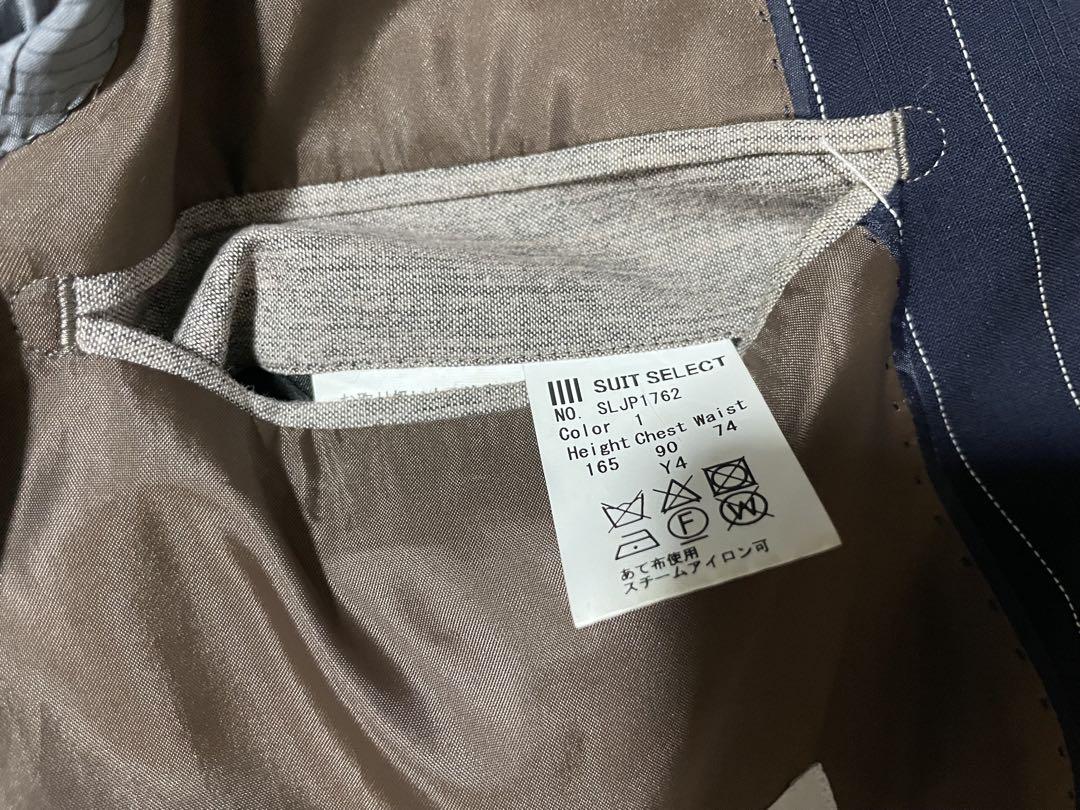 SUIT SELECT
NO. SLJP1762
Color 1
Height Chest Waist
165 90 74
Y4
F W
あて布使用
スチームアイロン可